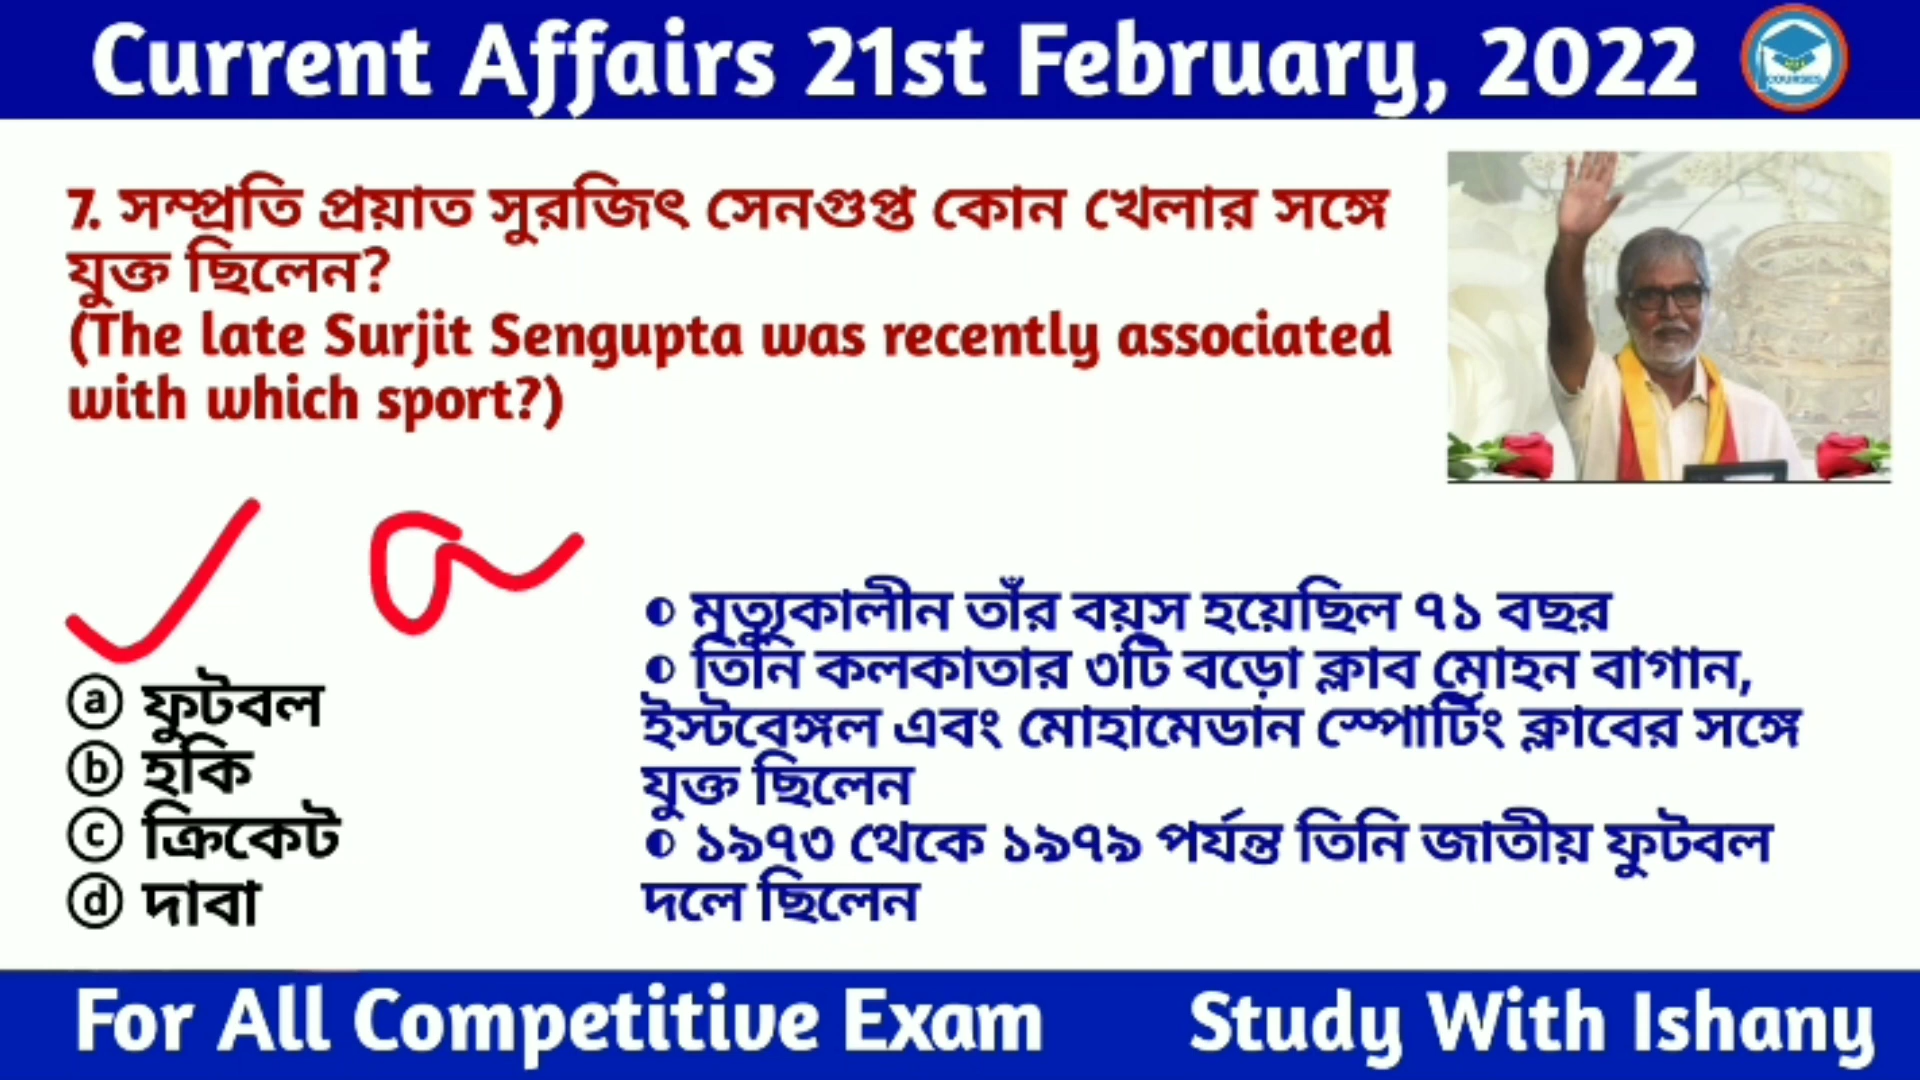 Current Affairs 21st February, 2022
COURSES
7. সম্প্রতি প্রয়াত সুরজিৎ সেনগুপ্ত কোন খেলার সঙ্গে
যুক্ত ছিলেন?
(The late Surjit Sengupta was recently associated
with which sport?)
a
ⓐ ফুটবল
ⓑ হকি
ⓒ ক্রিকেট
ⓓ দাবা
◐ মৃত্যুকালীন তাঁর বয়স হয়েছিল ৭১ বছর
◐ তিনি কলকাতার ৩টি বড়ো ক্লাব মোহন বাগান,
ইস্টবেঙ্গল এবং মোহামেডান স্পোর্টিং ক্লাবের সঙ্গে
যুক্ত ছিলেন
◐ ১৯৭৩ থেকে ১৯৭৯ পর্যন্ত তিনি জাতীয় ফুটবল
দলে ছিলেন
For All Competitive Exam
Study With Ishany